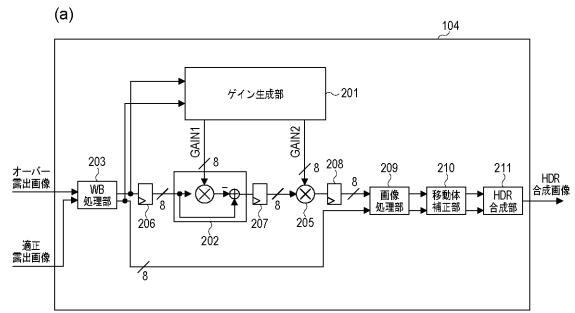 (a)
104
ゲイン生成部
201
GAIN1
GAIN2
8
8
オーバー
露出画像
適正
露出画像
203
WB
処理部
206
8
202
−
207
8
205
208
8
209
画像
処理部
210
移動体
補正部
211
HDR
合成部
HDR
合成画像
8